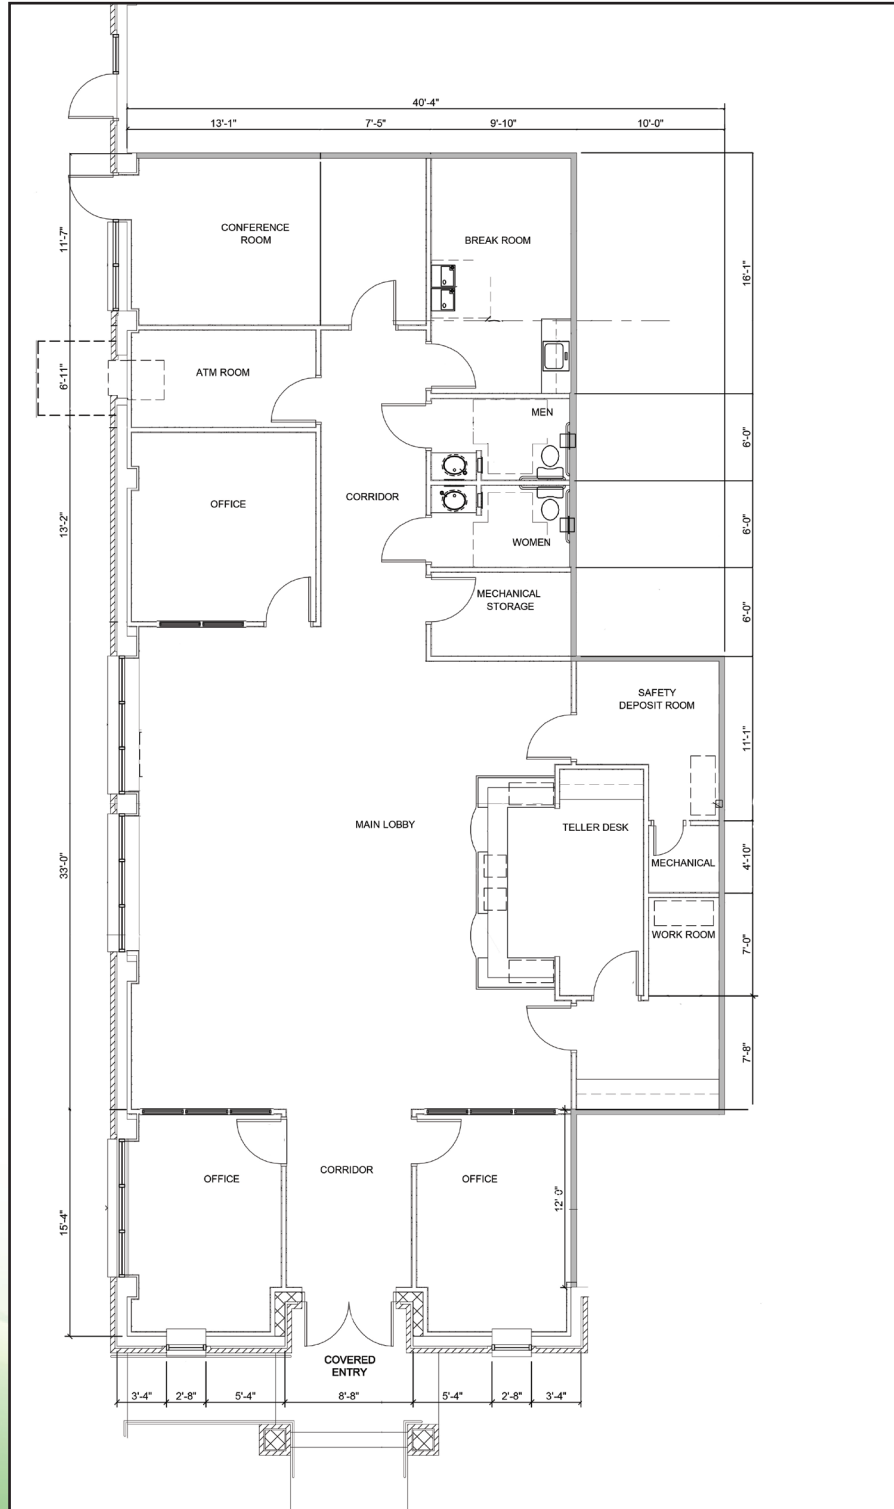 40'-4"
13'-1" 7'-5" 9'-10" 10'-0"
CONFERENCE
ROOM
BREAK ROOM
11'-7"
16'-1"
ATM ROOM
6'-11"
MEN
6'-0"
OFFICE
CORRIDOR
13'-2"
WOMEN
6'-0"
MECHANICAL
STORAGE
6'-0"
SAFETY
DEPOSIT ROOM
11'-1"
MAIN LOBBY
TELLER DESK
33'-0"
MECHANICAL
4'-10"
WORK ROOM
7'-0"
7'-8"
OFFICE
CORRIDOR
OFFICE
12'-0"
15'-4"
COVERED
ENTRY
3'-4" 2'-8" 5'-4" 8'-8" 5'-4" 2'-8" 3'-4"